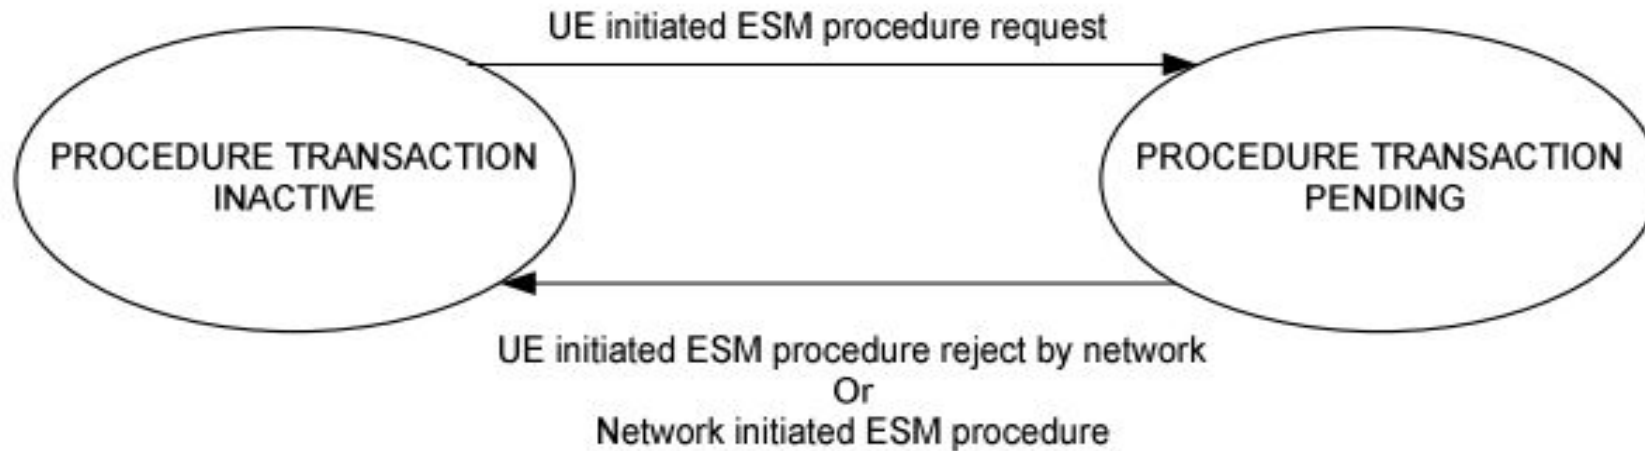 UE initiated ESM procedure request
PROCEDURE TRANSACTION
INACTIVE
PROCEDURE TRANSACTION
PENDING
UE initiated ESM procedure reject by network
Or
Network initiated ESM procedure